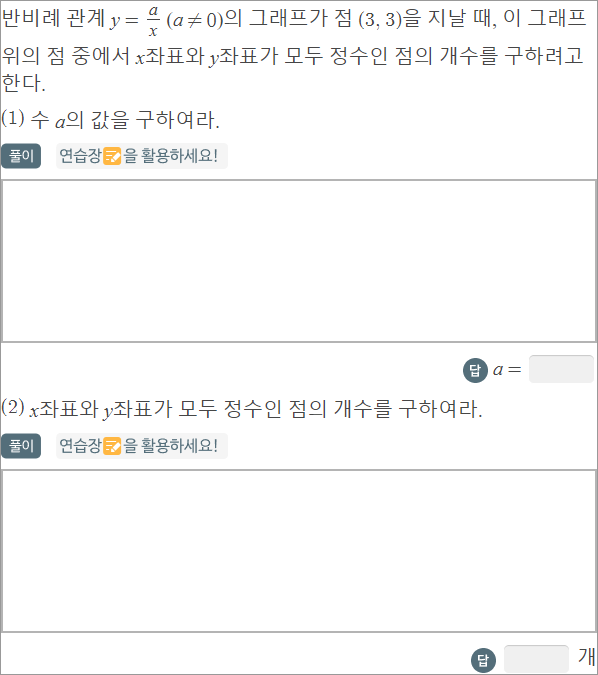 반비례 관계 y = a/x (a ≠ 0)의 그래프가 점 (3, 3)을 지날 때, 이 그래프
위의 점 중에서 x좌표와 y좌표가 모두 정수인 점의 개수를 구하려고
한다.
(1) 수 a의 값을 구하여라.
풀이 연습장을 활용하세요!
답 a =
(2) x좌표와 y좌표가 모두 정수인 점의 개수를 구하여라.
풀이 연습장을 활용하세요!
답 개